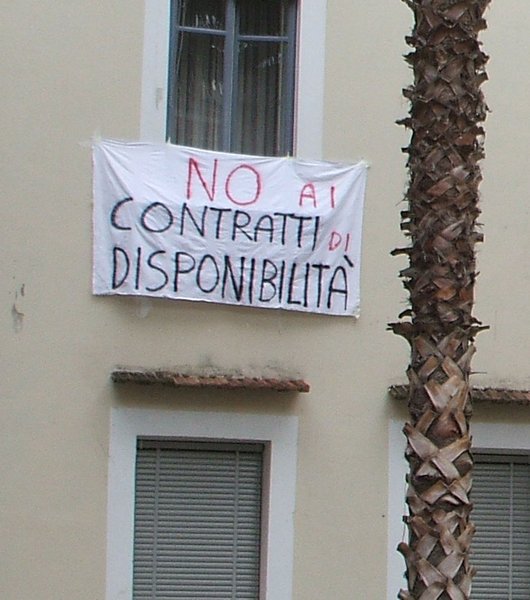 NO AI
CONTRATTI DI
DISPONIBILITÀ